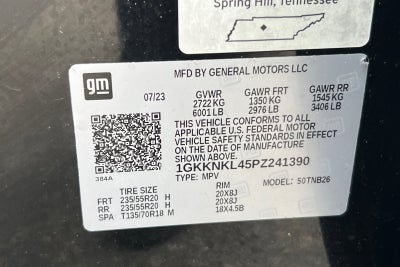 Spring Hill, Tennessee
gm
MFD BY GENERAL MOTORS LLC
07/23 GVWR GAWR FRT GAWR RR
2722 KG 1350 KG 1545 KG
6001 LB 2976 LB 3406 LB
THIS VEHICLE CONFORMS TO ALL
APPLICABLE U.S. FEDERAL MOTOR
VEHICLE SAFETY STANDARDS IN
EFFECT ON THE DATE OF MANUFACTURE
SHOWN ABOVE.
1GKKNKL45PZ241390
384A TYPE: MPV
TIRE SIZE RIM 50TNB26
FRT 235/55R20 H 20X8J
RR 235/55R20 H 20X8J
SPA T135/70R18 M 18X4.5B